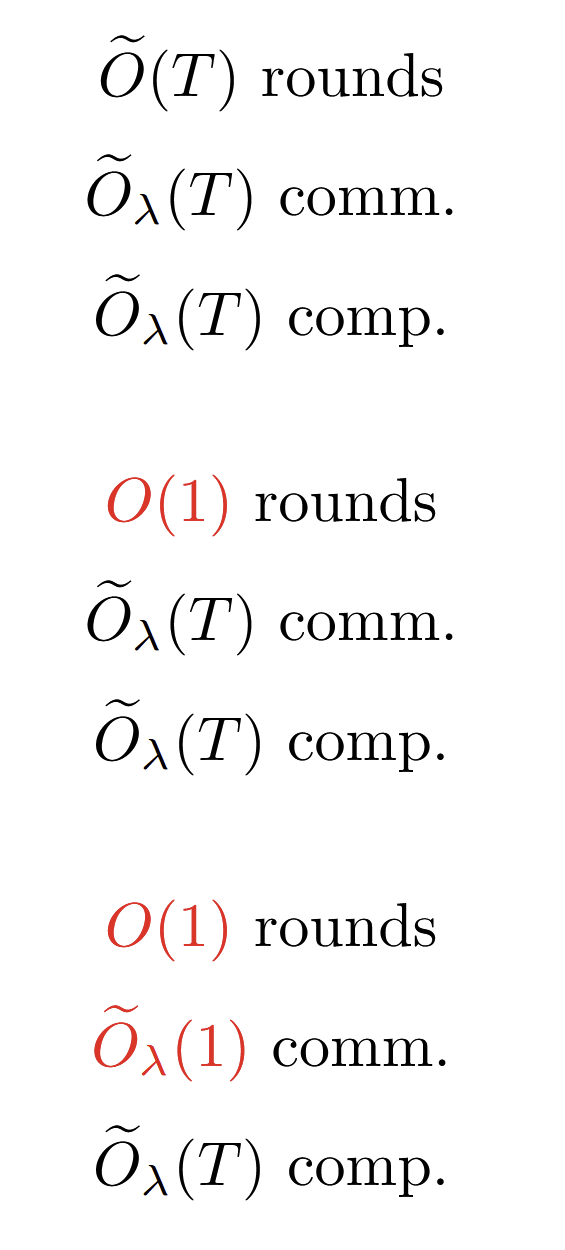 Õ(T) rounds
Õ_λ(T) comm.
Õ_λ(T) comp.
O(1) rounds
Õ_λ(T) comm.
Õ_λ(T) comp.
O(1) rounds
Õ_λ(1) comm.
Õ_λ(T) comp.